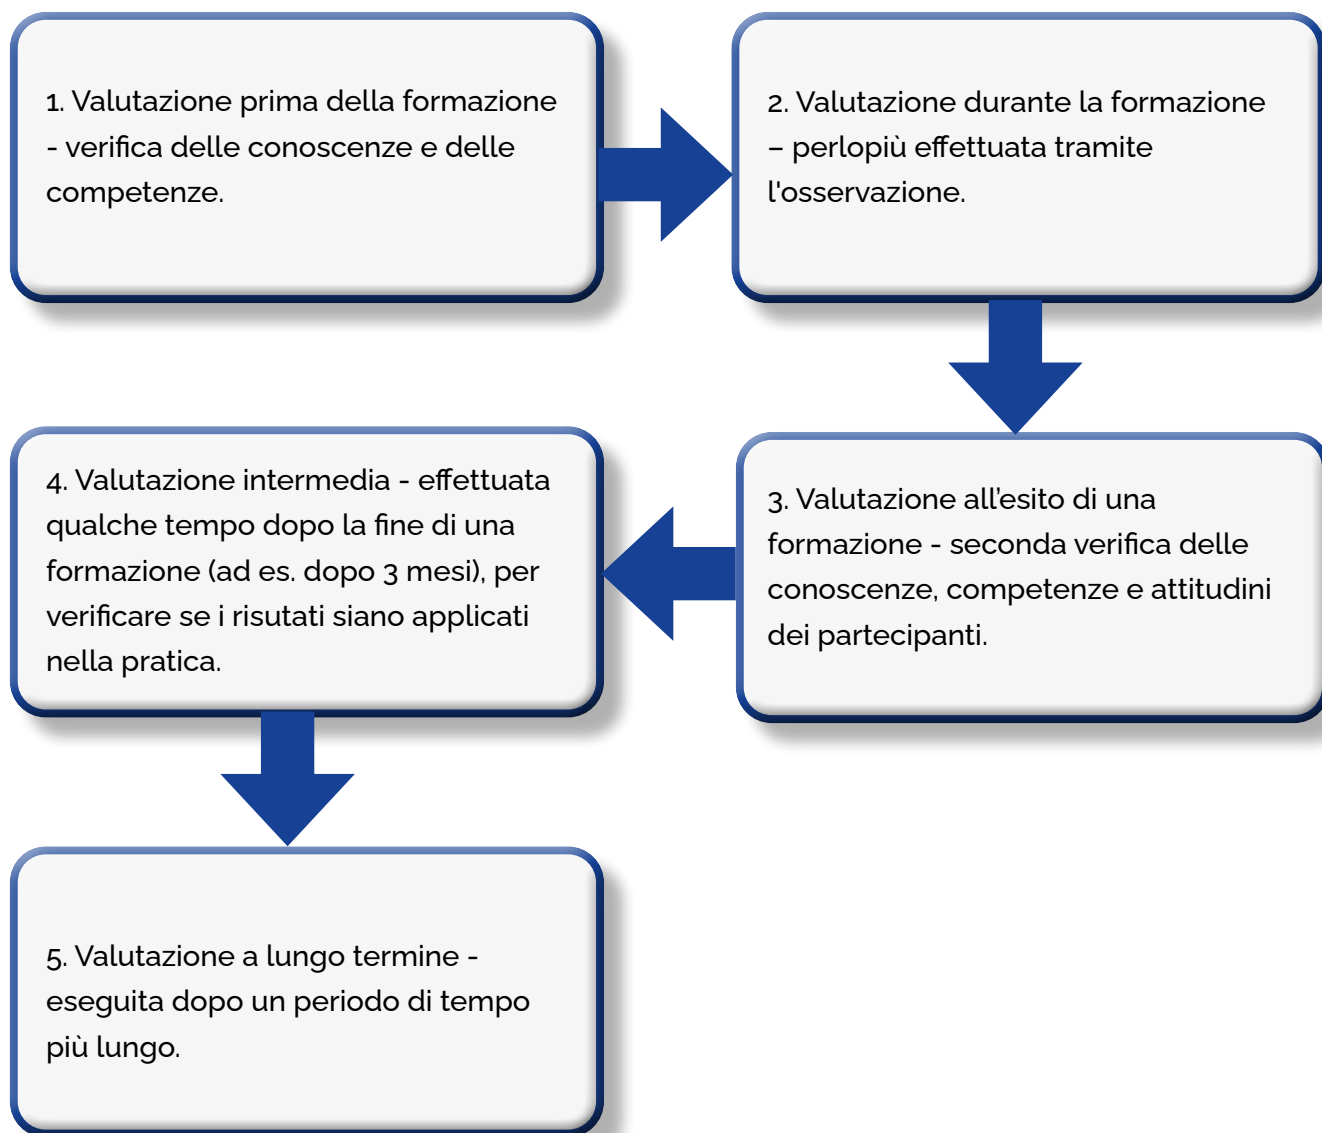 1. Valutazione prima della formazione
- verifica delle conoscenze e delle
competenze.
2. Valutazione durante la formazione
– perlopiù effettuata tramite
l'osservazione.
3. Valutazione all’esito di una
formazione - seconda verifica delle
conoscenze, competenze e attitudini
dei partecipanti.
4. Valutazione intermedia - effettuata
qualche tempo dopo la fine di una
formazione (ad es. dopo 3 mesi), per
verificare se i risutati siano applicati
nella pratica.
5. Valutazione a lungo termine -
eseguita dopo un periodo di tempo
più lungo.